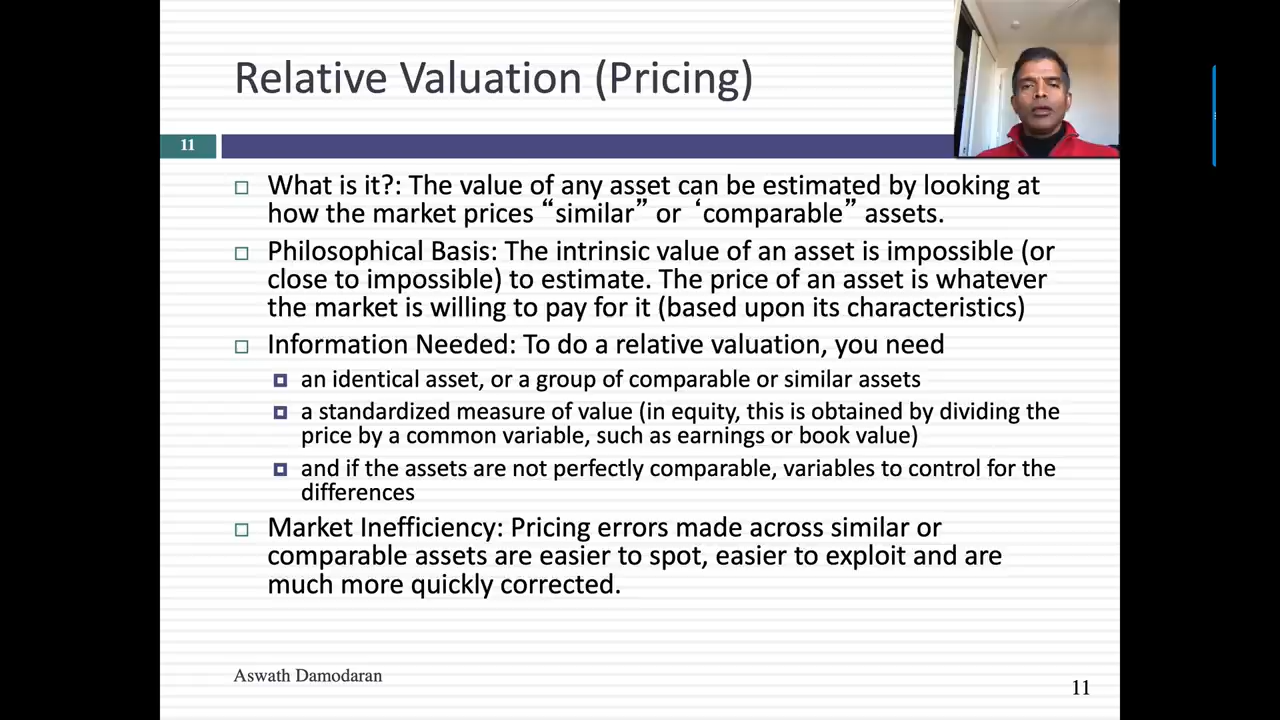 Relative Valuation (Pricing)
11
What is it?: The value of any asset can be estimated by looking at
how the market prices “similar” or ‘comparable” assets.
Philosophical Basis: The intrinsic value of an asset is impossible (or
close to impossible) to estimate. The price of an asset is whatever
the market is willing to pay for it (based upon its characteristics)
Information Needed: To do a relative valuation, you need
an identical asset, or a group of comparable or similar assets
a standardized measure of value (in equity, this is obtained by dividing the
price by a common variable, such as earnings or book value)
and if the assets are not perfectly comparable, variables to control for the
differences
Market Inefficiency: Pricing errors made across similar or
comparable assets are easier to spot, easier to exploit and are
much more quickly corrected.
Aswath Damodaran
11